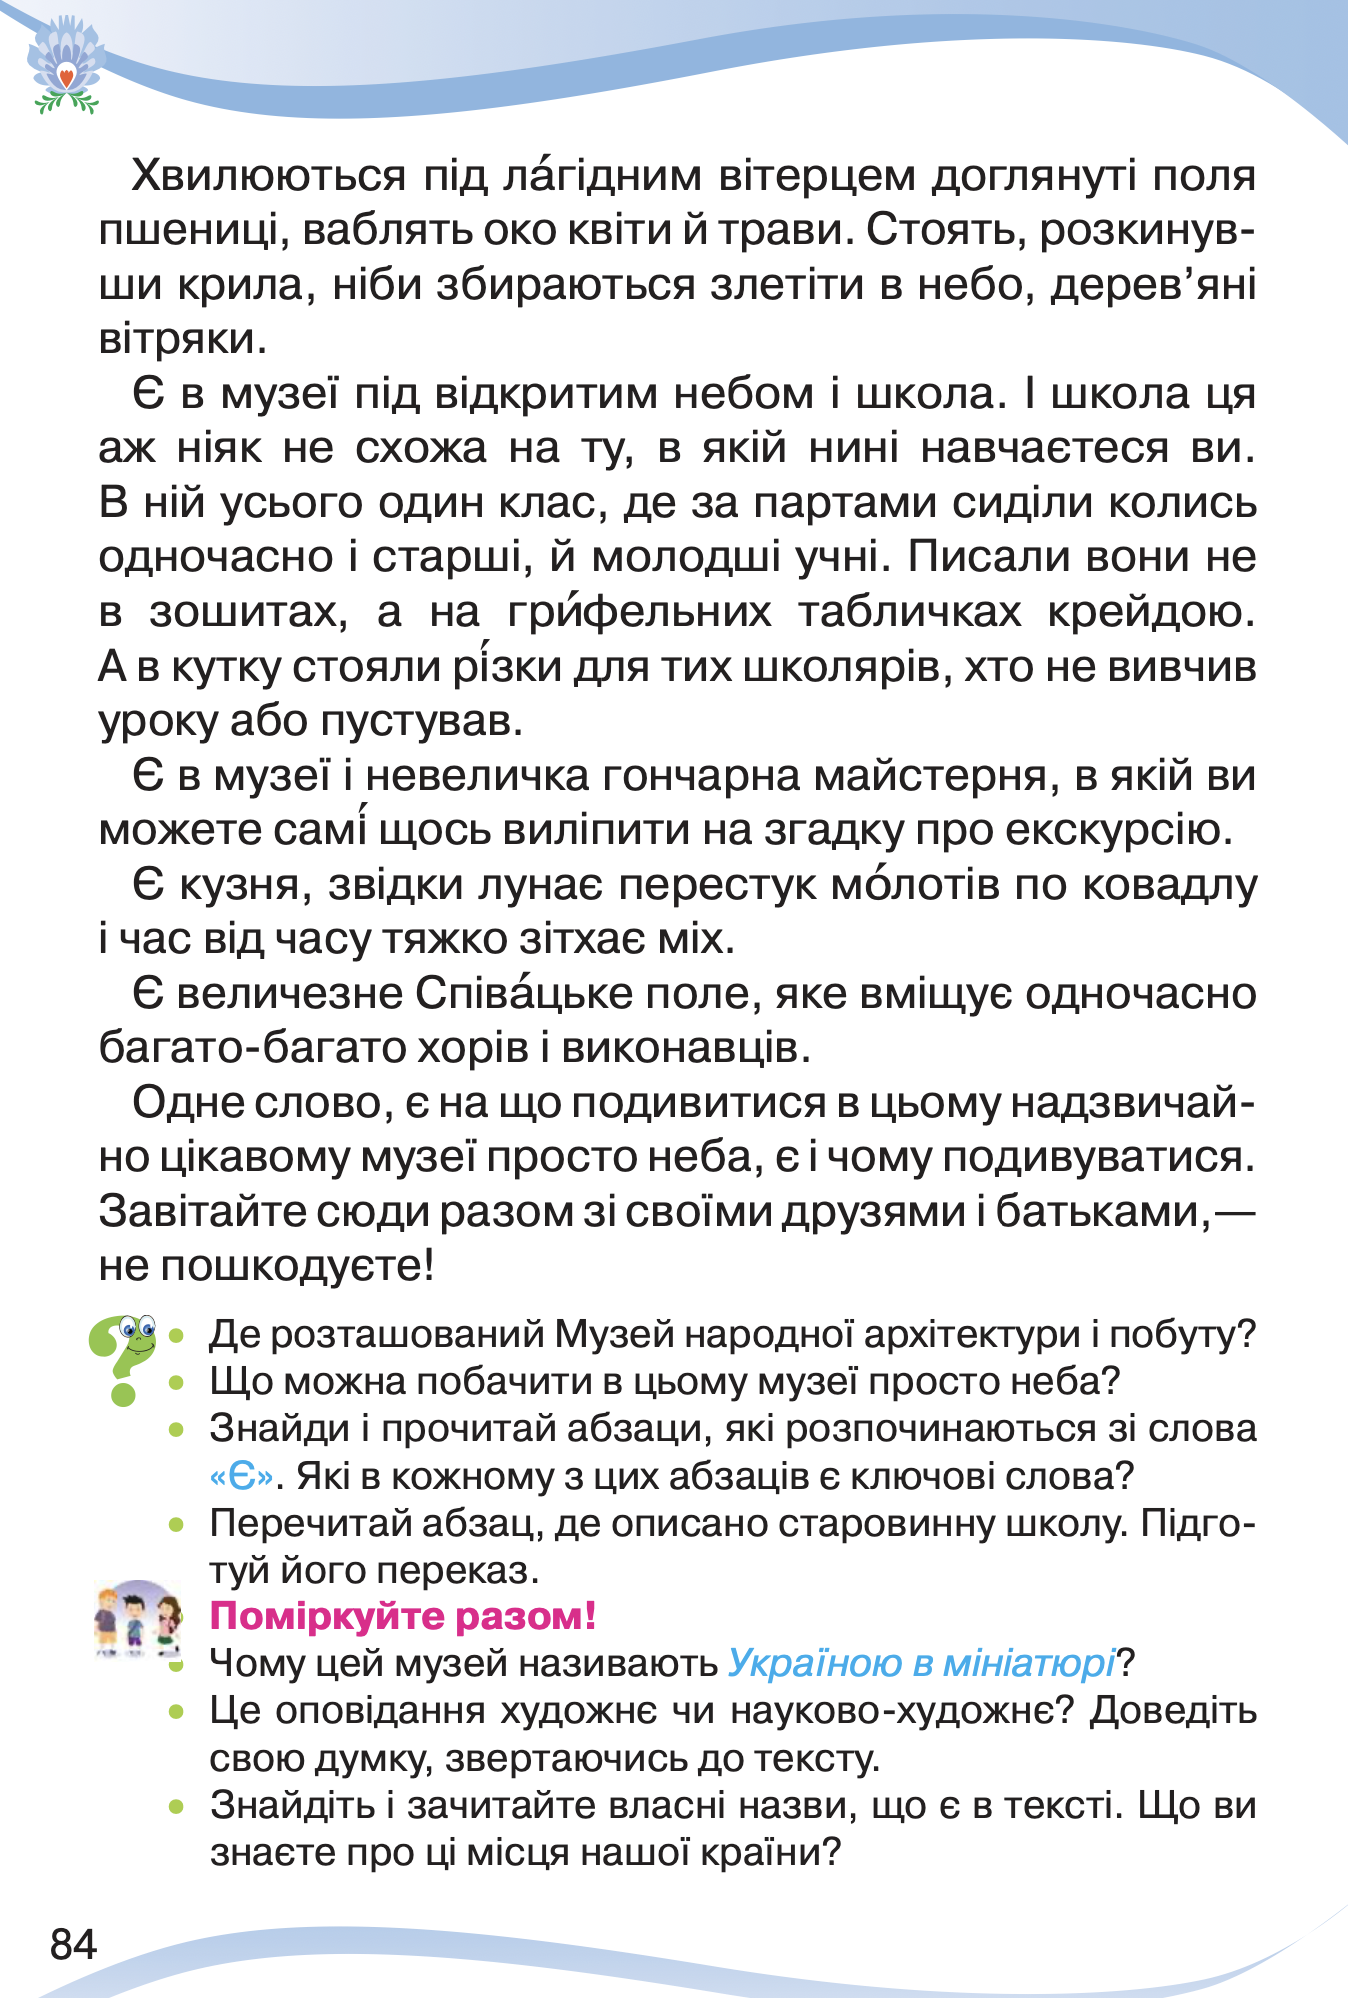 Хвилюються під ла́гідним вітерцем доглянуті поля
пшениці, ваблять око квіти й трави. Стоять, розкинув-
ши крила, ніби збираються злетіти в небо, дерев’яні
вітряки.
Є в музеї під відкритим небом і школа. І школа ця
аж ніяк не схожа на ту, в якій нині навчаєтеся ви.
В ній усього один клас, де за партами сиділи колись
одночасно і старші, й молодші учні. Писали вони не
в зошитах, а на гри́фельних табличках крейдою.
А в кутку стояли рі́зки для тих школярів, хто не вивчив
уроку або пустував.
Є в музеї і невеличка гончарна майстерня, в якій ви
можете самі́ щось виліпити на згадку про екскурсію.
Є кузня, звідки лунає перестук мо́лотів по ковадлу
і час від часу тяжко зітхає міх.
Є величезне Співа́цьке поле, яке вміщує одночасно
багато-багато хорів і виконавців.
Одне слово, є на що подивитися в цьому надзвичай-
но цікавому музеї просто неба, є і чому подивуватися.
Завітайте сюди разом зі своїми друзями і батьками,—
не пошкодуєте!
• Де розташований Музей народної архітектури і побуту?
• Що можна побачити в цьому музеї просто неба?
• Знайди і прочитай абзаци, які розпочинаються зі слова
«Є». Які в кожному з цих абзаців є ключові слова?
• Перечитай абзац, де описано старовинну школу. Підго-
туй його переказ.
Поміркуйте разом!
• Чому цей музей називають Україною в мініатюрі?
• Це оповідання художнє чи науково-художнє? Доведіть
свою думку, звертаючись до тексту.
• Знайдіть і зачитайте власні назви, що є в тексті. Що ви
знаєте про ці місця нашої країни?
84